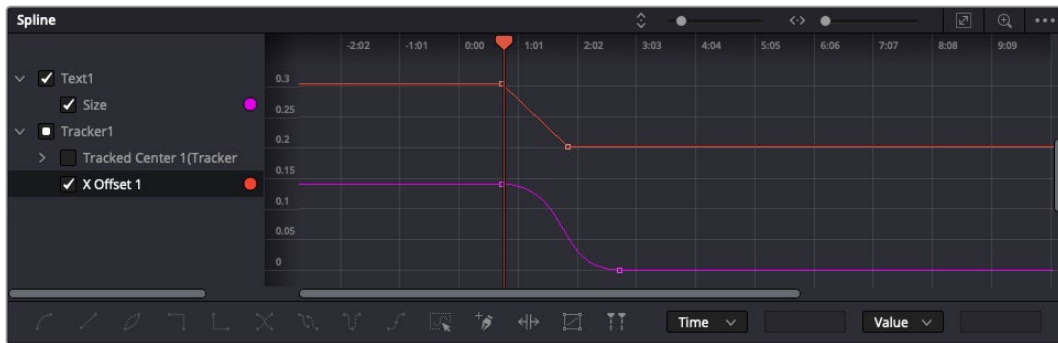 Spline
-2:02 -1:01 0:00 1:01 2:02 3:03 4:04 5:05 6:06 7:07 8:08 9:09
Text1
Size
Tracker1
Tracked Center 1(Tracker
X Offset 1
0.3
0.25
0.2
0.15
0.1
0.05
0
Time
Value